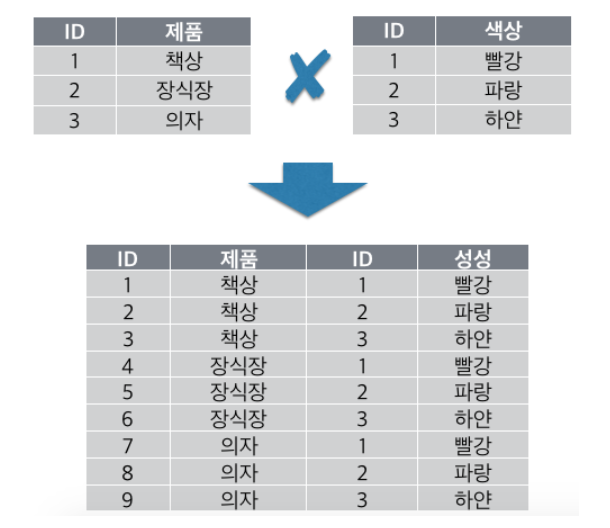 ID 제품 ID 색상
1 책상 1 빨강
2 장식장 2 파랑
3 의자 3 하얀
ID 제품 ID 성성
1 책상 1 빨강
2 책상 2 파랑
3 책상 3 하얀
4 장식장 1 빨강
5 장식장 2 파랑
6 장식장 3 하얀
7 의자 1 빨강
8 의자 2 파랑
9 의자 3 하얀